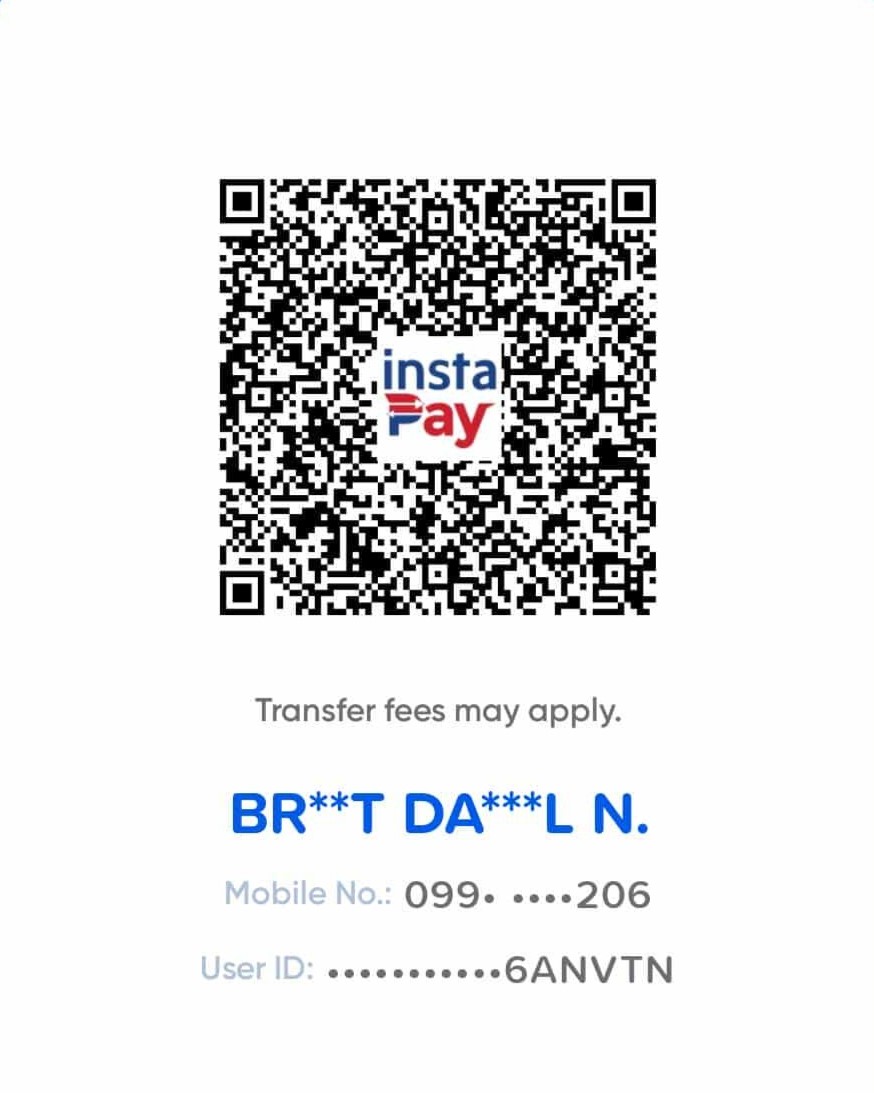 insta
Pay
Transfer fees may apply.
BR**T DA***L N.
Mobile No.: 099• ••••206
User ID: •••••••••••6ANVTN